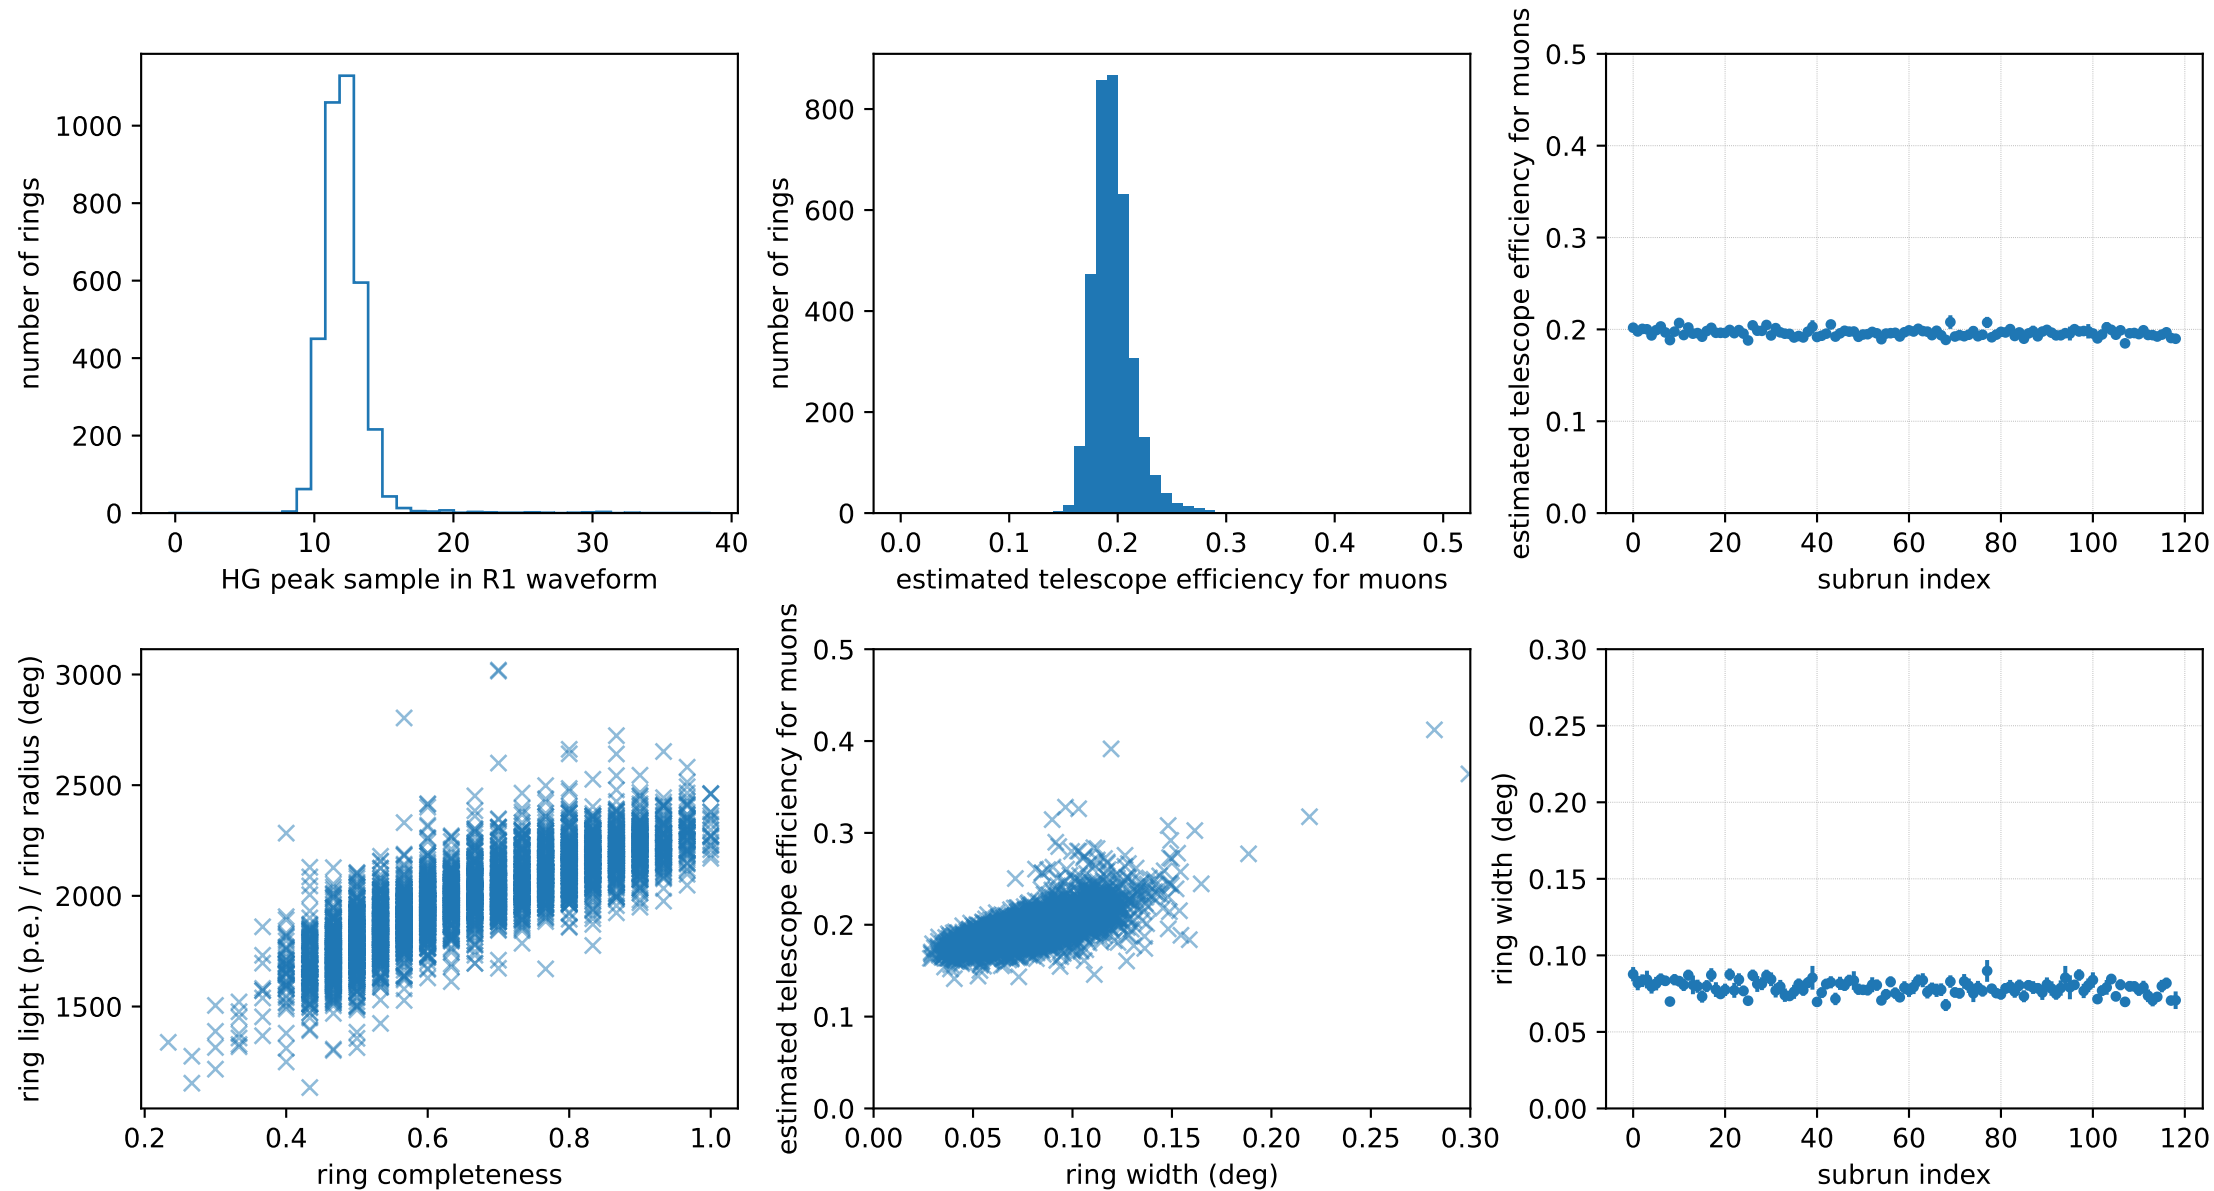 number of rings
1000
800
600
400
200
0
0 10 20 30 40
HG peak sample in R1 waveform
number of rings
800
600
400
200
0
0.0 0.1 0.2 0.3 0.4 0.5
estimated telescope efficiency for muons
estimated telescope efficiency for muons
0.5
0.4
0.3
0.2
0.1
0.0
0 20 40 60 80 100 120
subrun index
ring light (p.e.) / ring radius (deg)
3000
2500
2000
1500
0.2 0.4 0.6 0.8 1.0
ring completeness
estimated telescope efficiency for muons
0.5
0.4
0.3
0.2
0.1
0.0
0.00 0.05 0.10 0.15 0.20 0.25 0.30
ring width (deg)
ring width (deg)
0.30
0.25
0.20
0.15
0.10
0.05
0.00
0 20 40 60 80 100 120
subrun index